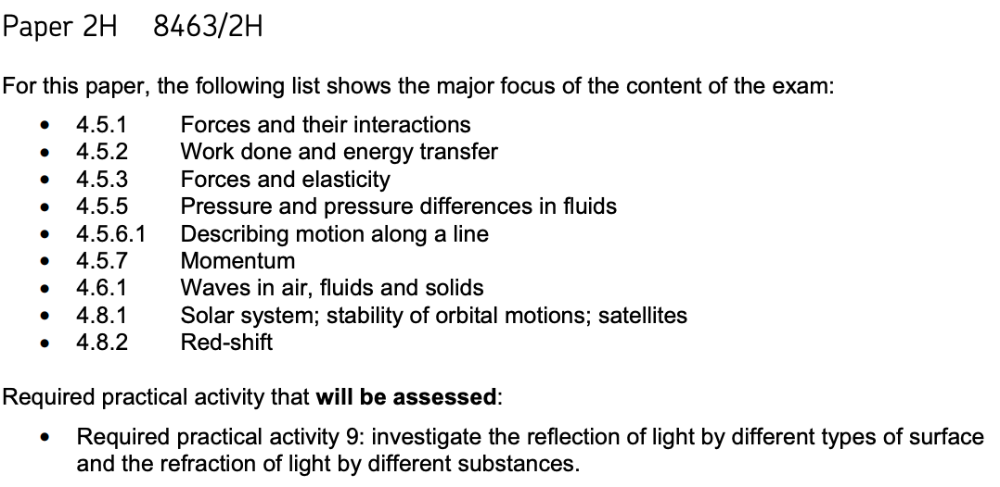 Paper 2H 8463/2H
For this paper, the following list shows the major focus of the content of the exam:
• 4.5.1 Forces and their interactions
• 4.5.2 Work done and energy transfer
• 4.5.3 Forces and elasticity
• 4.5.5 Pressure and pressure differences in fluids
• 4.5.6.1 Describing motion along a line
• 4.5.7 Momentum
• 4.6.1 Waves in air, fluids and solids
• 4.8.1 Solar system; stability of orbital motions; satellites
• 4.8.2 Red-shift
Required practical activity that will be assessed:
• Required practical activity 9: investigate the reflection of light by different types of surface
and the refraction of light by different substances.